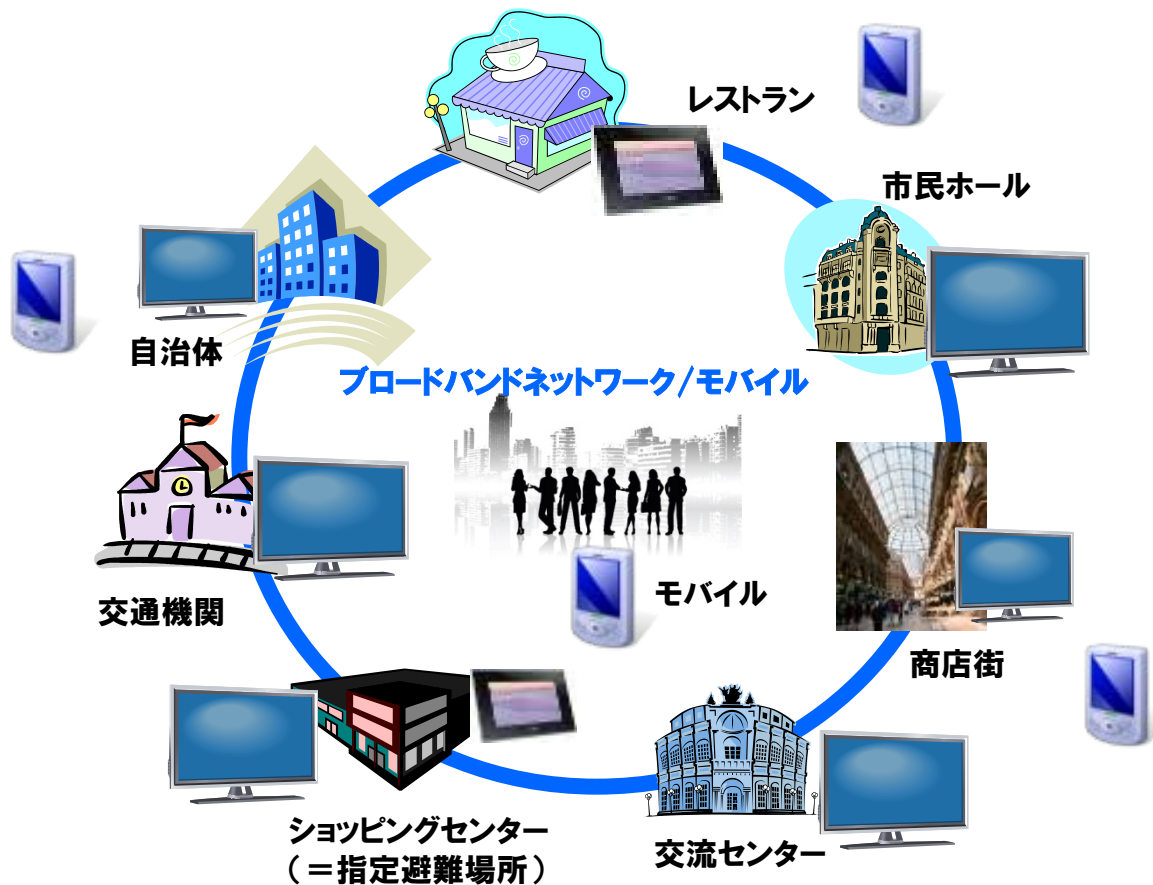 レストラン
市民ホール
自治体
ブロードバンドネットワーク/モバイル
交通機関
モバイル
商店街
ショッピングセンター
（＝指定避難場所）
交流センター